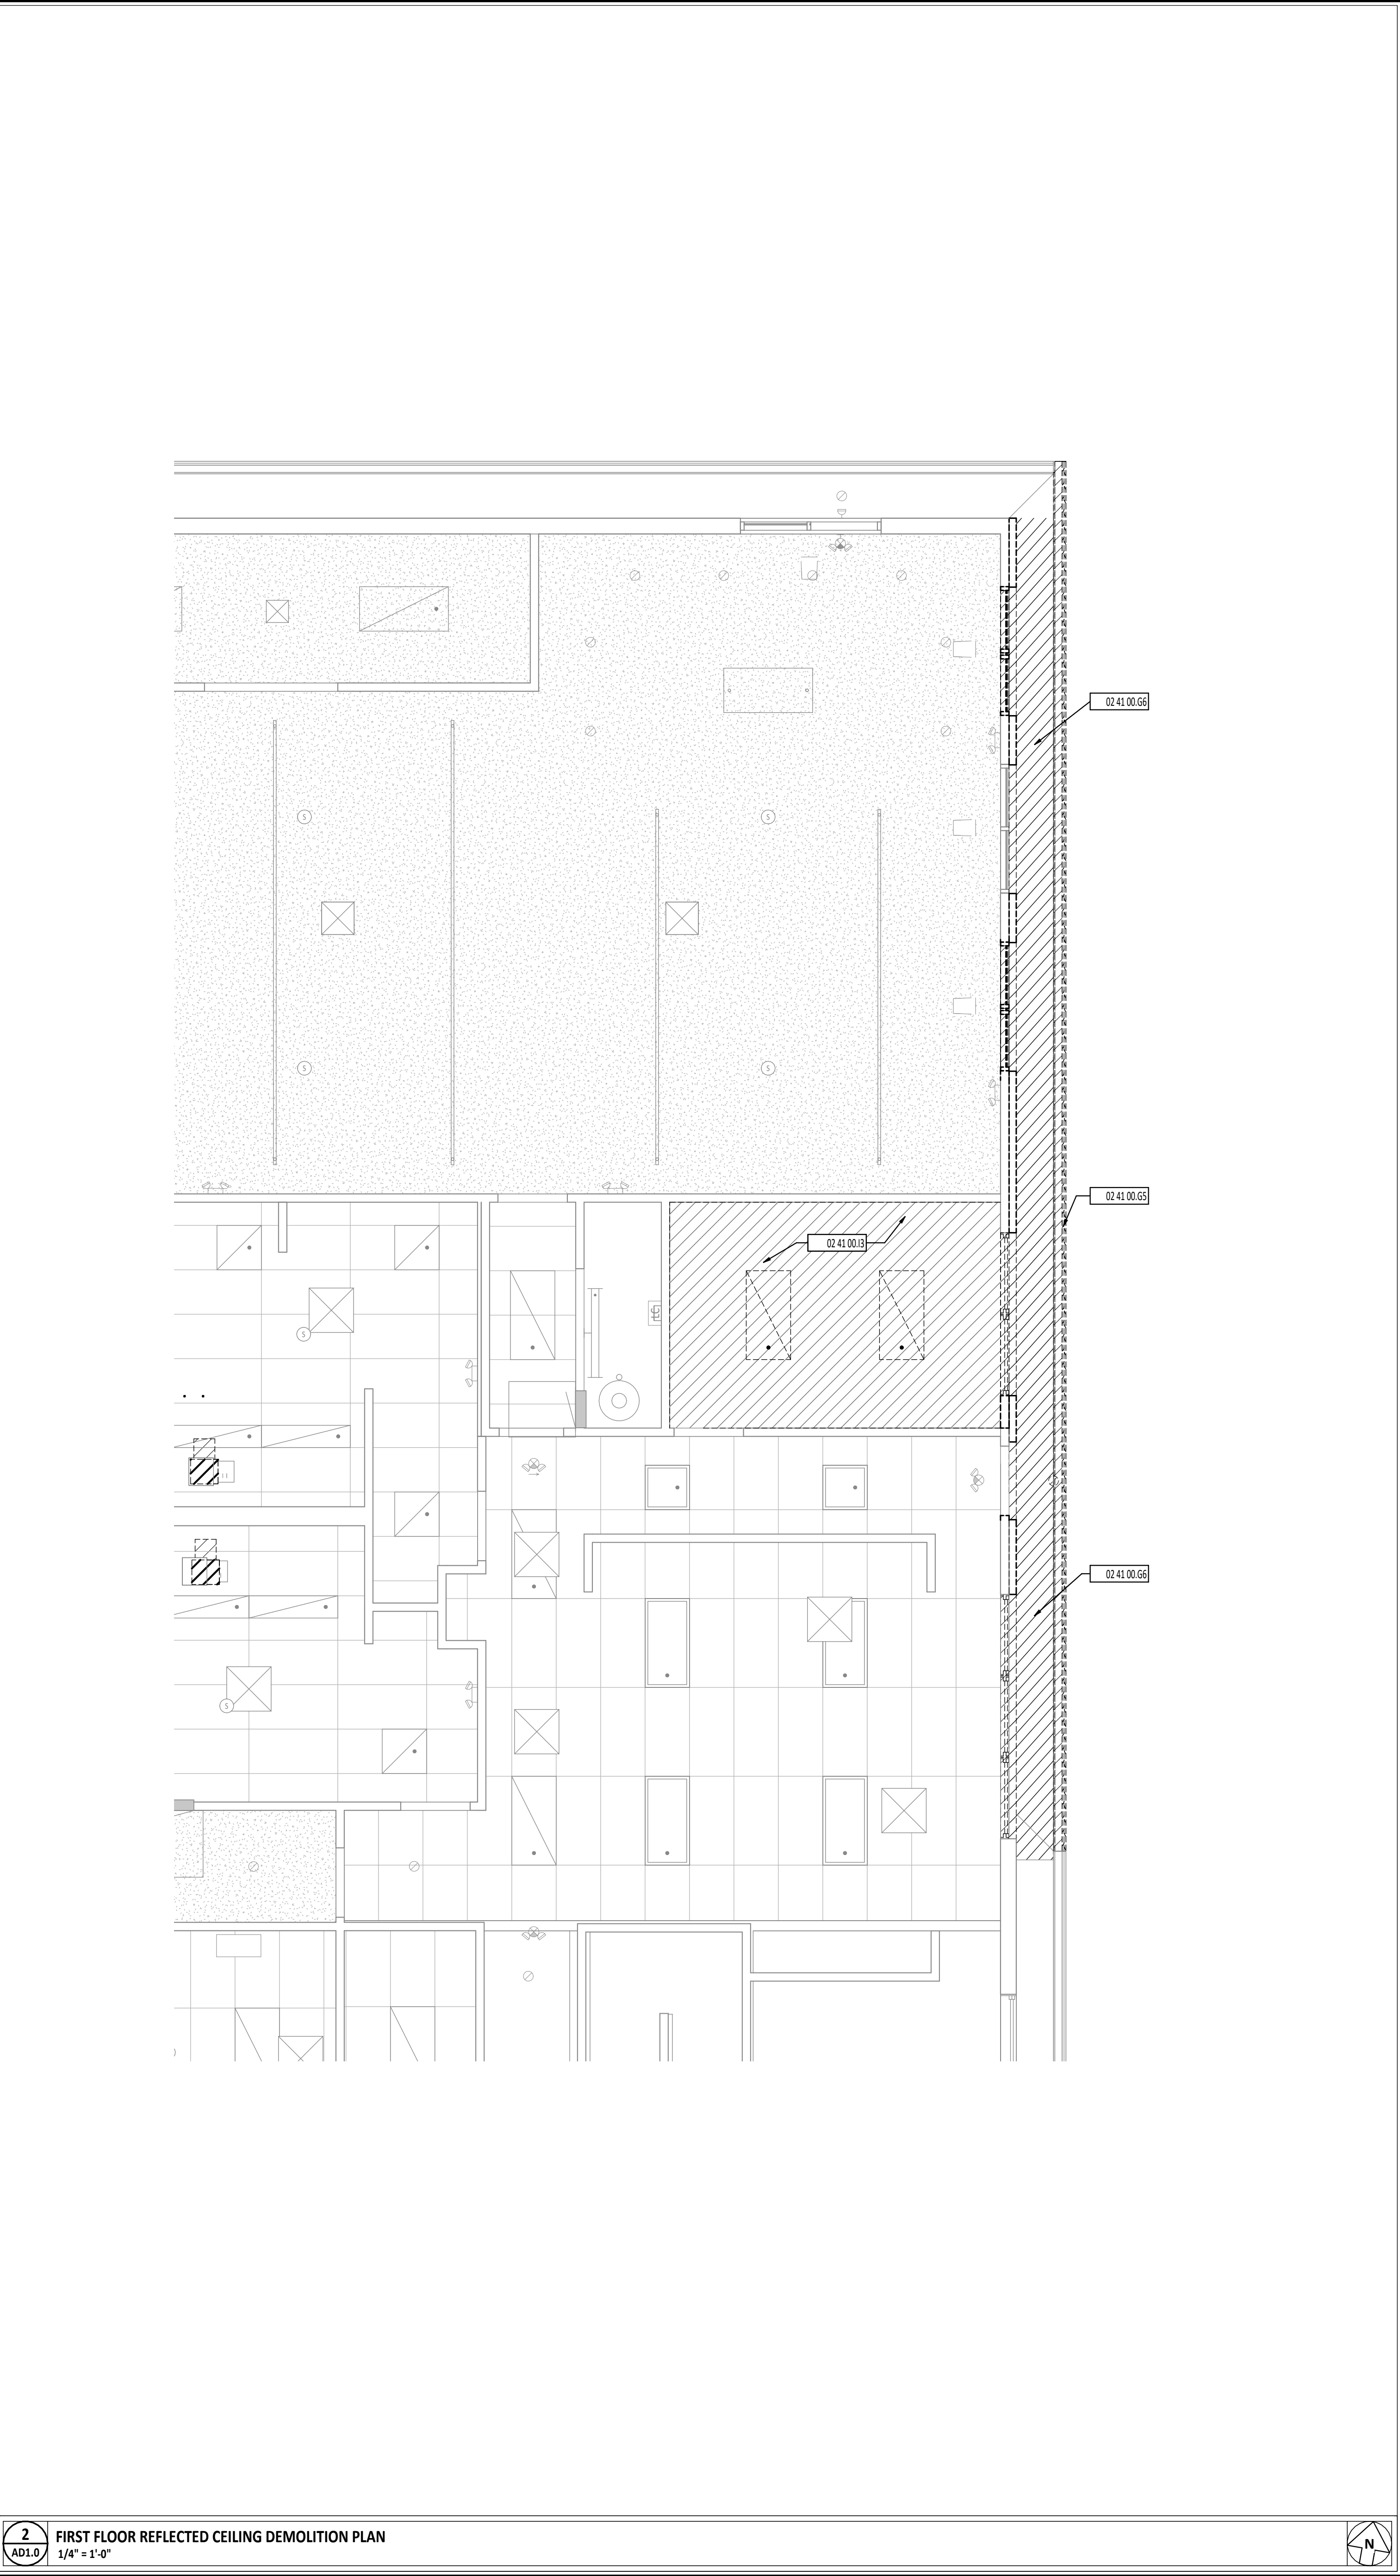 02 41 00.G6
S
S
S
S
02 41 00.G5
02 41 00.I3
S
02 41 00.G6
S
2
AD1.0
FIRST FLOOR REFLECTED CEILING DEMOLITION PLAN
1/4" = 1'-0"
N